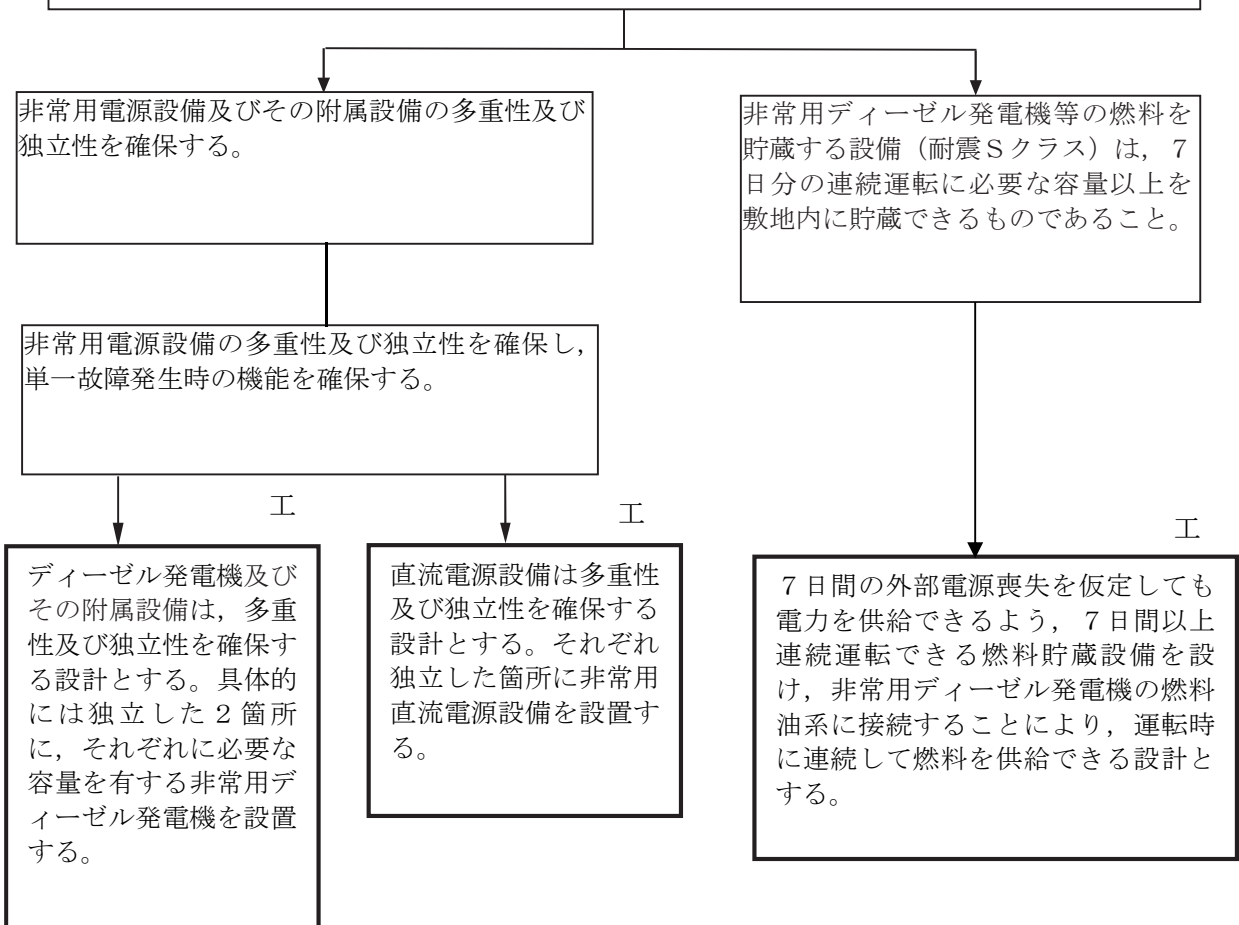 非常用電源設備及びその附属設備の多重性及び
独立性を確保する。
非常用ディーゼル発電機等の燃料を
貯蔵する設備（耐震Ｓクラス）は，７
日分の連続運転に必要な容量以上を
敷地内に貯蔵できるものであること。
非常用電源設備の多重性及び独立性を確保し，
単一故障発生時の機能を確保する。
工
工
工
ディーゼル発電機及び
その附属設備は，多重
性及び独立性を確保す
る設計とする。具体的
には独立した２箇所
に，それぞれに必要な
容量を有する非常用デ
ィーゼル発電機を設置
する。
直流電源設備は多重性
及び独立性を確保する
設計とする。それぞれ
独立した箇所に非常用
直流電源設備を設置す
る。
７日間の外部電源喪失を仮定しても
電力を供給できるよう，７日間以上
連続運転できる燃料貯蔵設備を設
け，非常用ディーゼル発電機の燃料
油系に接続することにより，運転時
に連続して燃料を供給できる設計と
する。